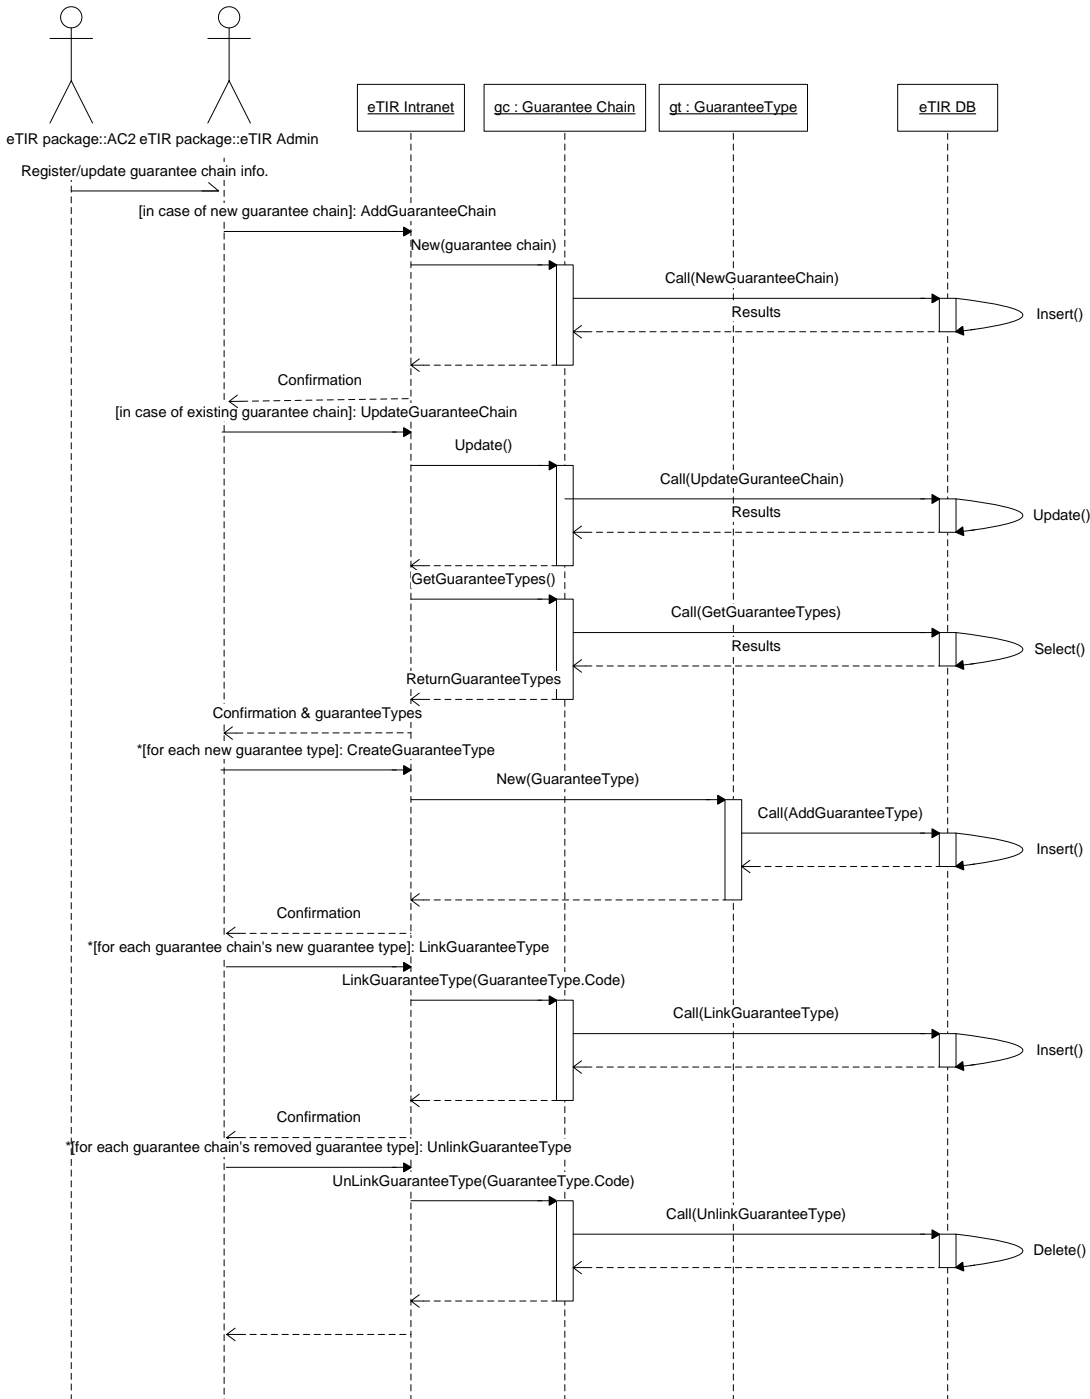 eTIR Intranet
gc : Guarantee Chain
gt : GuaranteeType
eTIR DB
eTIR package::AC2
eTIR package::eTIR Admin
Register/update guarantee chain info.
[in case of new guarantee chain]: AddGuaranteeChain
New(guarantee chain)
Call(NewGuaranteeChain)
Results
Insert()
Confirmation
[in case of existing guarantee chain]: UpdateGuaranteeChain
Update()
Call(UpdateGuranteeChain)
Results
Update()
GetGuaranteeTypes()
Call(GetGuaranteeTypes)
Results
Select()
ReturnGuaranteeTypes
Confirmation & guaranteeTypes
*[for each new guarantee type]: CreateGuaranteeType
New(GuaranteeType)
Call(AddGuaranteeType)
Insert()
Confirmation
*[for each guarantee chain's new guarantee type]: LinkGuaranteeType
LinkGuaranteeType(GuaranteeType.Code)
Call(LinkGuaranteeType)
Insert()
Confirmation
*[for each guarantee chain's removed guarantee type]: UnlinkGuaranteeType
UnLinkGuaranteeType(GuaranteeType.Code)
Call(UnlinkGuaranteeType)
Delete()